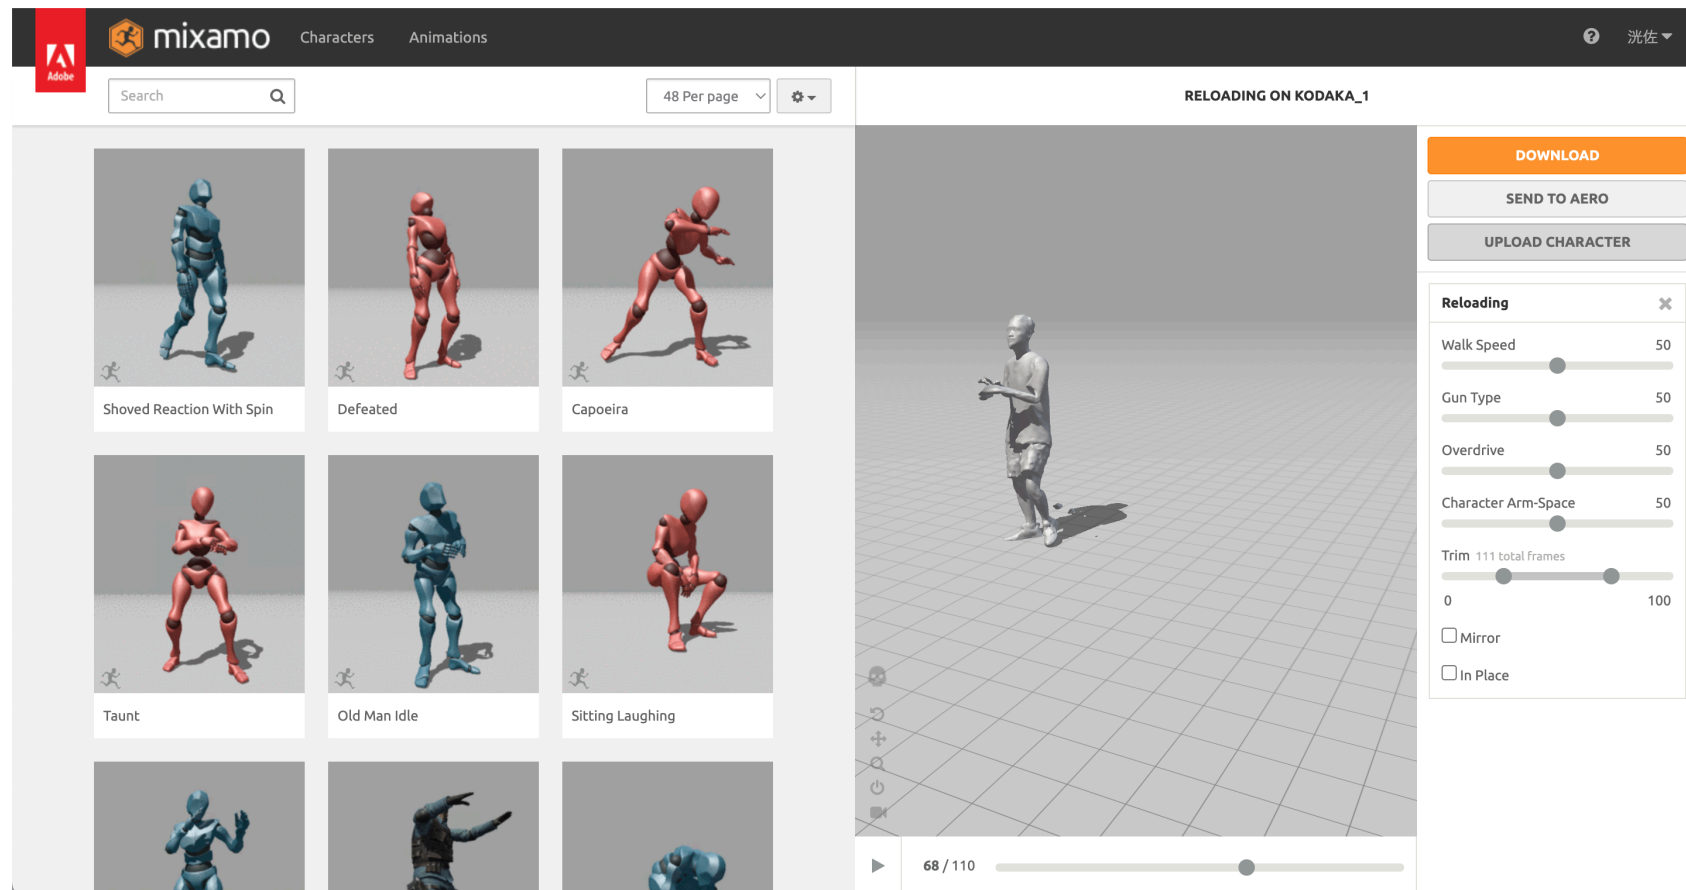 Adobe
mixamo
Characters
Animations
洸佐
Search
48 Per page
RELOADING ON KODAKA_1
DOWNLOAD
SEND TO AERO
UPLOAD CHARACTER
Shoved Reaction With Spin
Defeated
Capoeira
Taunt
Old Man Idle
Sitting Laughing
Reloading
Walk Speed 50
Gun Type 50
Overdrive 50
Character Arm-Space 50
Trim 111 total frames
0 100
Mirror
In Place
68 / 110